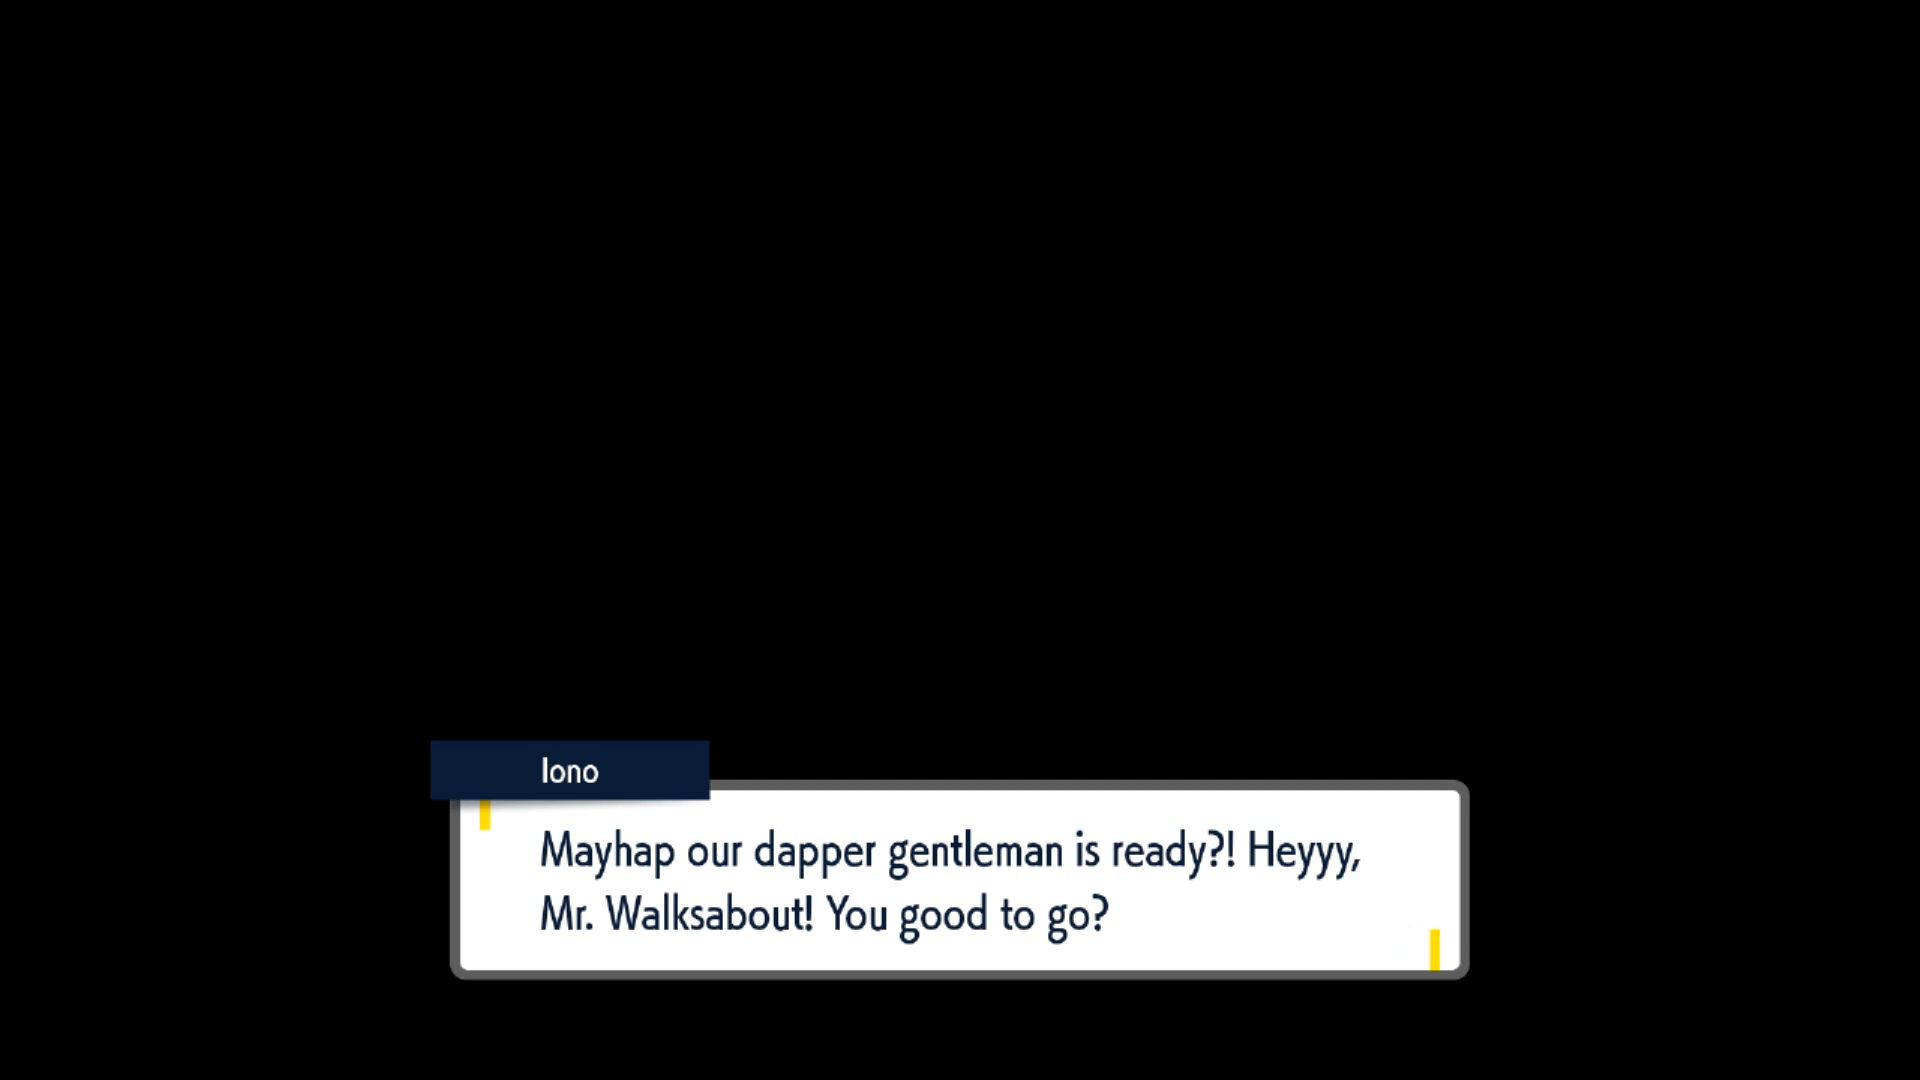 Iono
Mayhap our dapper gentleman is ready?! Heyyy,
Mr. Walksabout! You good to go?